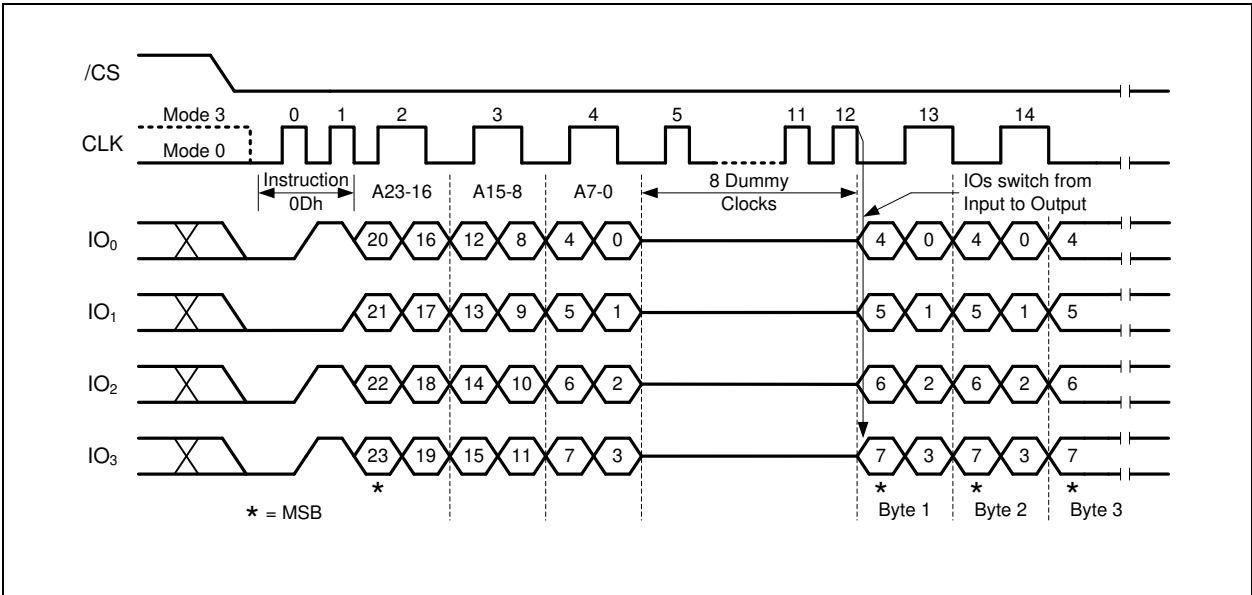 /CS
Mode 3 0 1 2 3 4 5 11 12 13 14
CLK
Mode 0
Instruction A23-16 A15-8 A7-0 8 Dummy IOs switch from
0Dh Clocks Input to Output
IO0 20 16 12 8 4 0 4 0 4 0 4
IO1 21 17 13 9 5 1 5 1 5 1 5
IO2 22 18 14 10 6 2 6 2 6 2 6
IO3 23 19 15 11 7 3 7 3 7 3 7
* * * *
* = MSB Byte 1 Byte 2 Byte 3